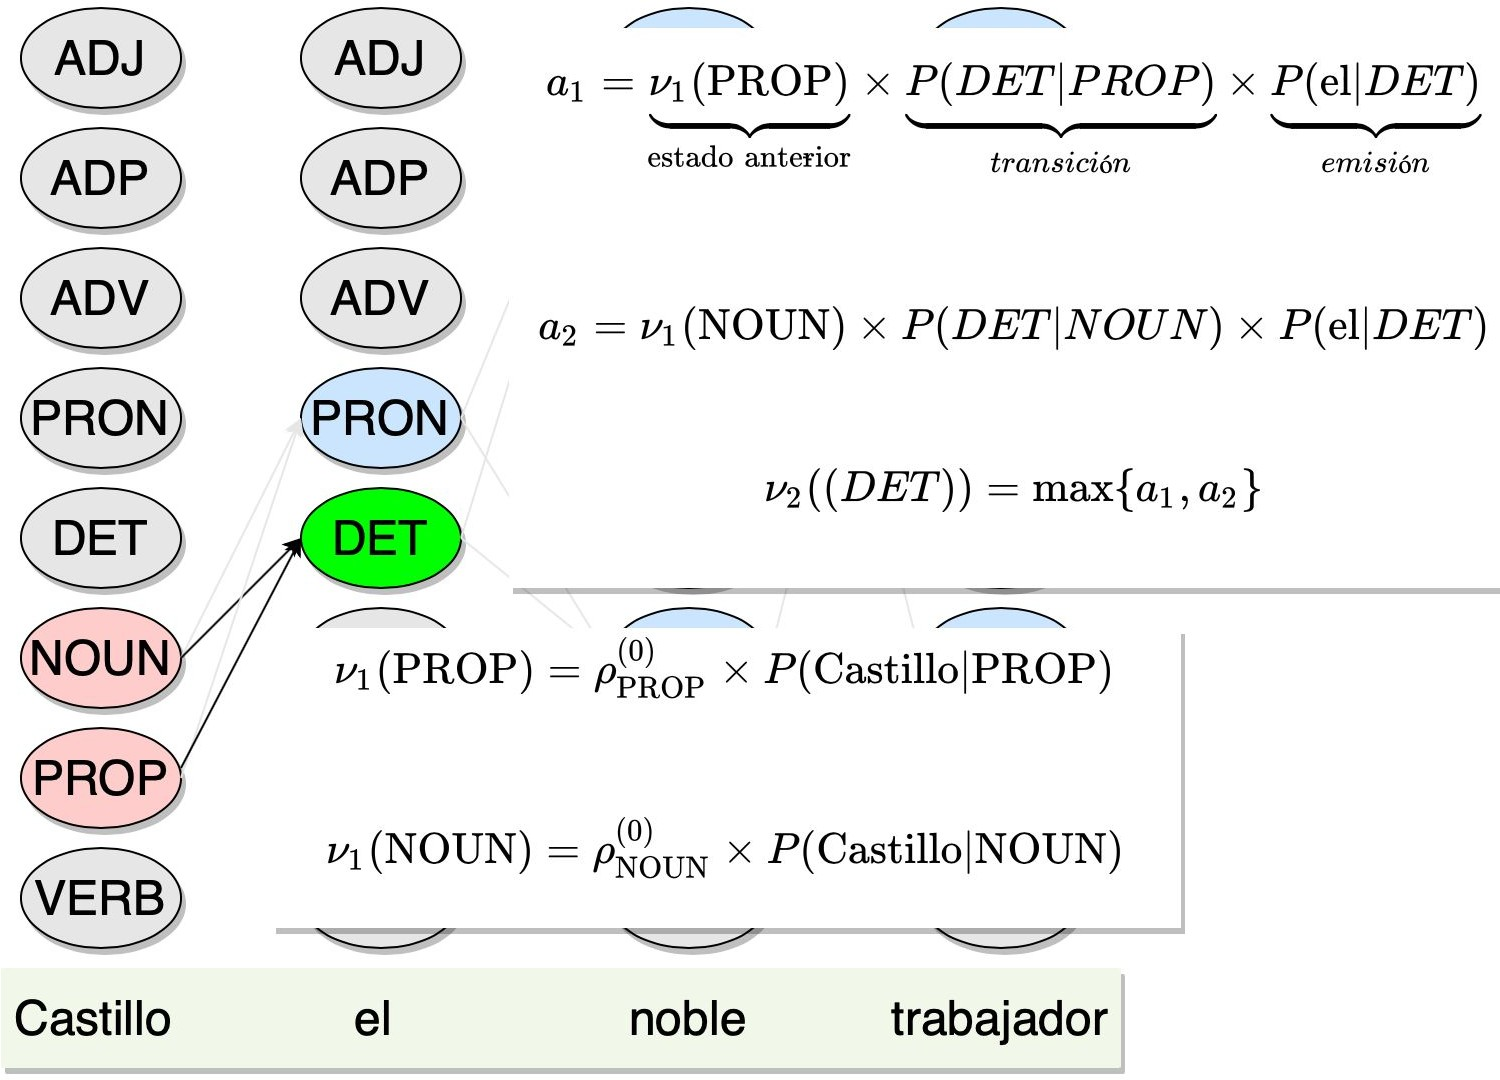 ADJ
ADP
ADV
PRON
DET
NOUN
PROP
VERB
ADJ
ADP
ADV
PRON
DET
a₁ = ν₁(PROP) × P(DET|PROP) × P(el|DET)
estado anterior transición emisión
a₂ = ν₁(NOUN) × P(DET|NOUN) × P(el|DET)
ν₂((DET)) = max{a₁, a₂}
ν₁(PROP) = ρ_PROP^(0) × P(Castillo|PROP)
ν₁(NOUN) = ρ_NOUN^(0) × P(Castillo|NOUN)
Castillo el noble trabajador